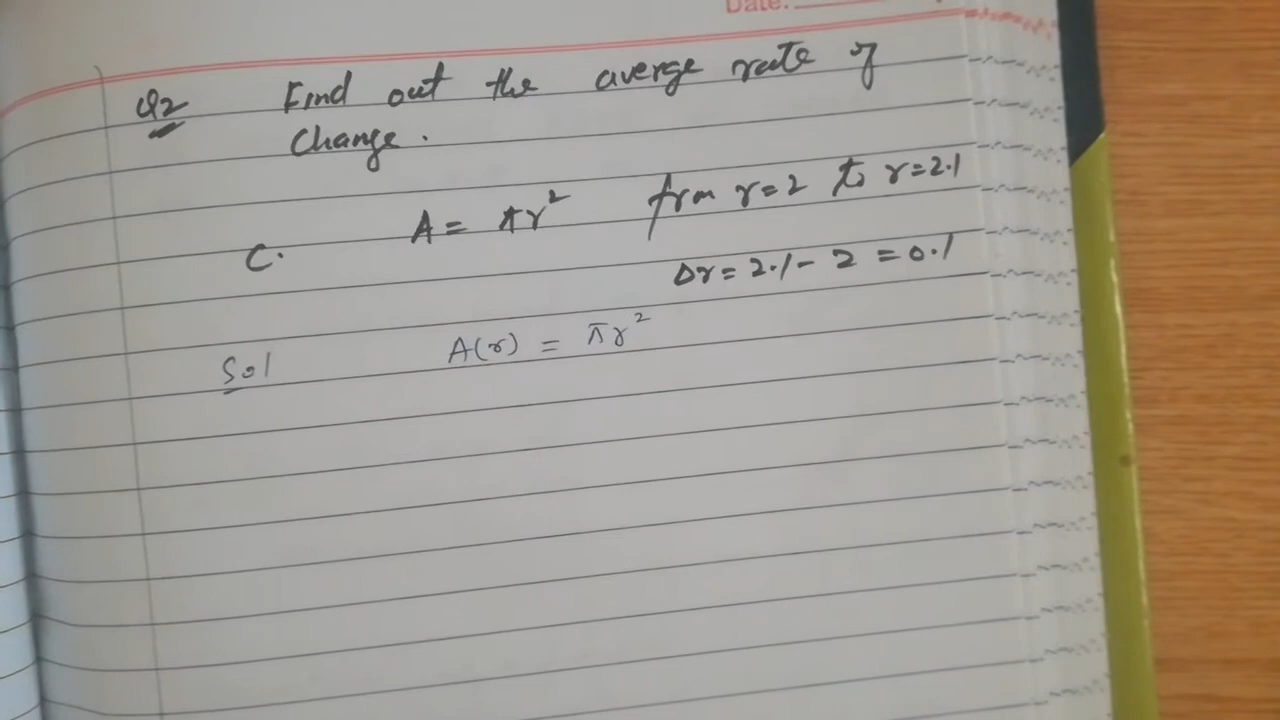 Date:
Q2 Find out the averge rate of
change.
C. A = πr² from r=2 to r=2.1
Δr = 2.1 - 2 = 0.1
Sol A(r) = πr²